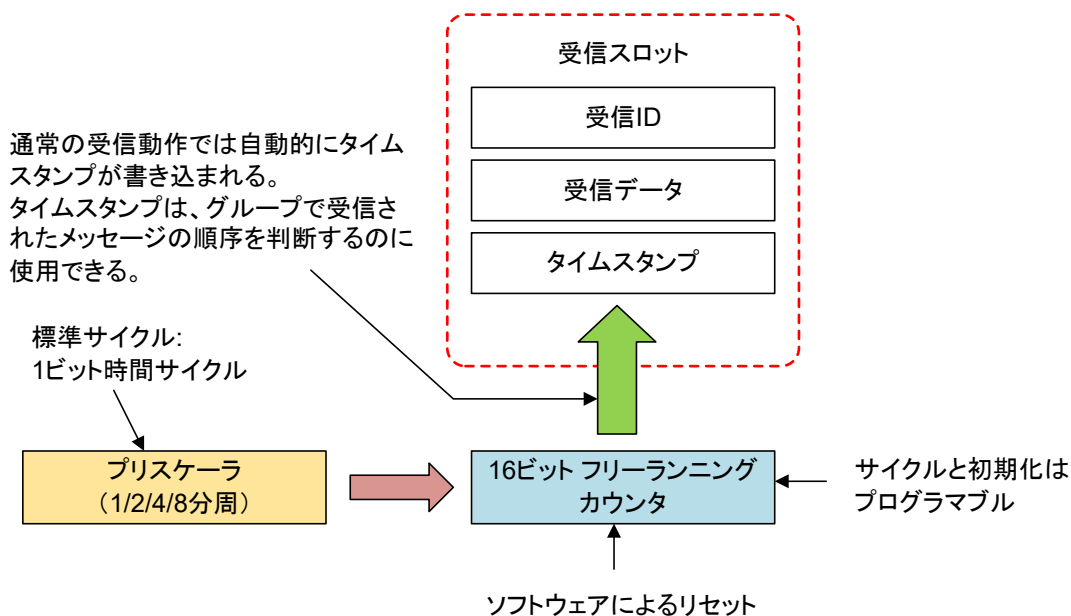 受信スロット
受信ID
受信データ
タイムスタンプ
通常の受信動作では自動的にタイム
スタンプが書き込まれる。
タイムスタンプは、グループで受信さ
れたメッセージの順序を判断するのに
使用できる。
標準サイクル:
1ビット時間サイクル
プリスケーラ
（1/2/4/8分周）
16ビット フリーランニング
カウンタ
サイクルと初期化は
プログラマブル
ソフトウェアによるリセット